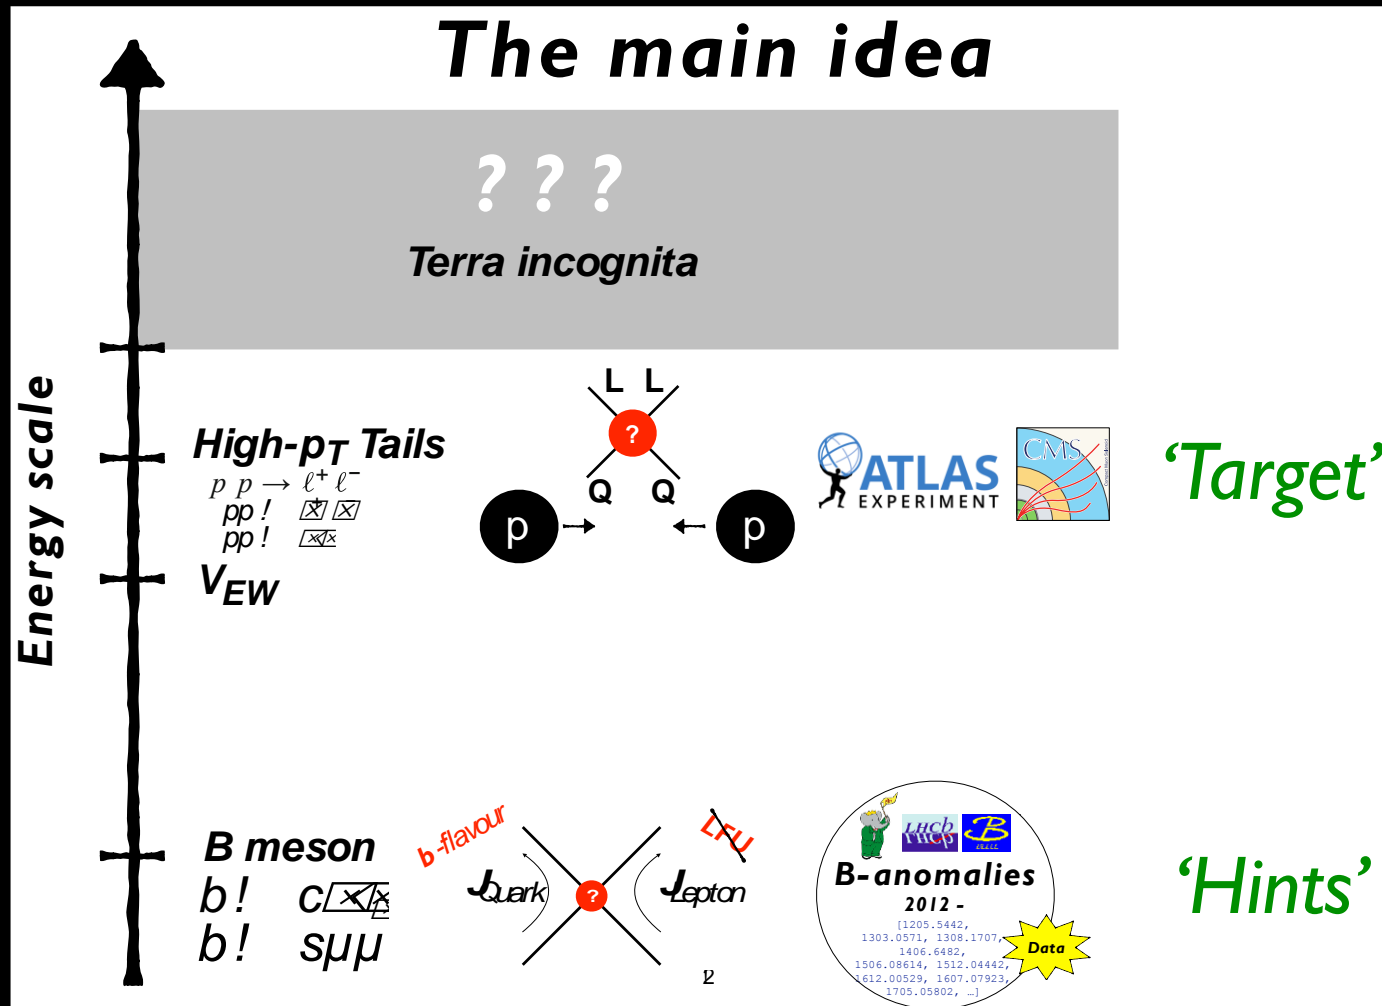 The main idea
? ? ?
Terra incognita
Energy scale
L L
High-pT Tails
?
p p → ℓ+ ℓ−
Q Q
pp !
pp !
p
p
ATLAS
EXPERIMENT
CMS
‘Target’
VEW
b-flavour
LFU
B meson
JQuark
?
JLepton
b! c
b! sμμ
LHCb
B
B-anomalies
2012 -
[1205.5442,
1303.0571, 1308.1707,
1406.6482,
1506.08614, 1512.04442,
1612.00529, 1607.07923,
1705.05802, …]
Data
‘Hints’
12